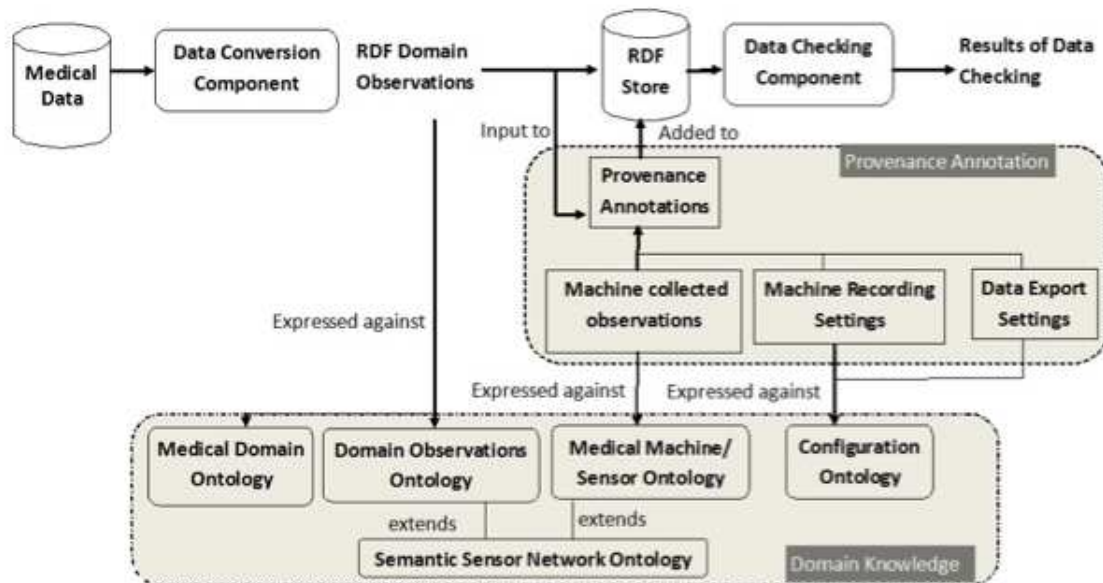 Medical
Data
Data Conversion
Component
RDF Domain
Observations
RDF
Store
Data Checking
Component
Results of Data
Checking
Input to
Added to
Provenance Annotation
Provenance
Annotations
Machine collected
observations
Machine Recording
Settings
Data Export
Settings
Expressed against
Expressed against
Expressed against
Medical Domain
Ontology
Domain Observations
Ontology
Medical Machine/
Sensor Ontology
Configuration
Ontology
extends
extends
Semantic Sensor Network Ontology
Domain Knowledge